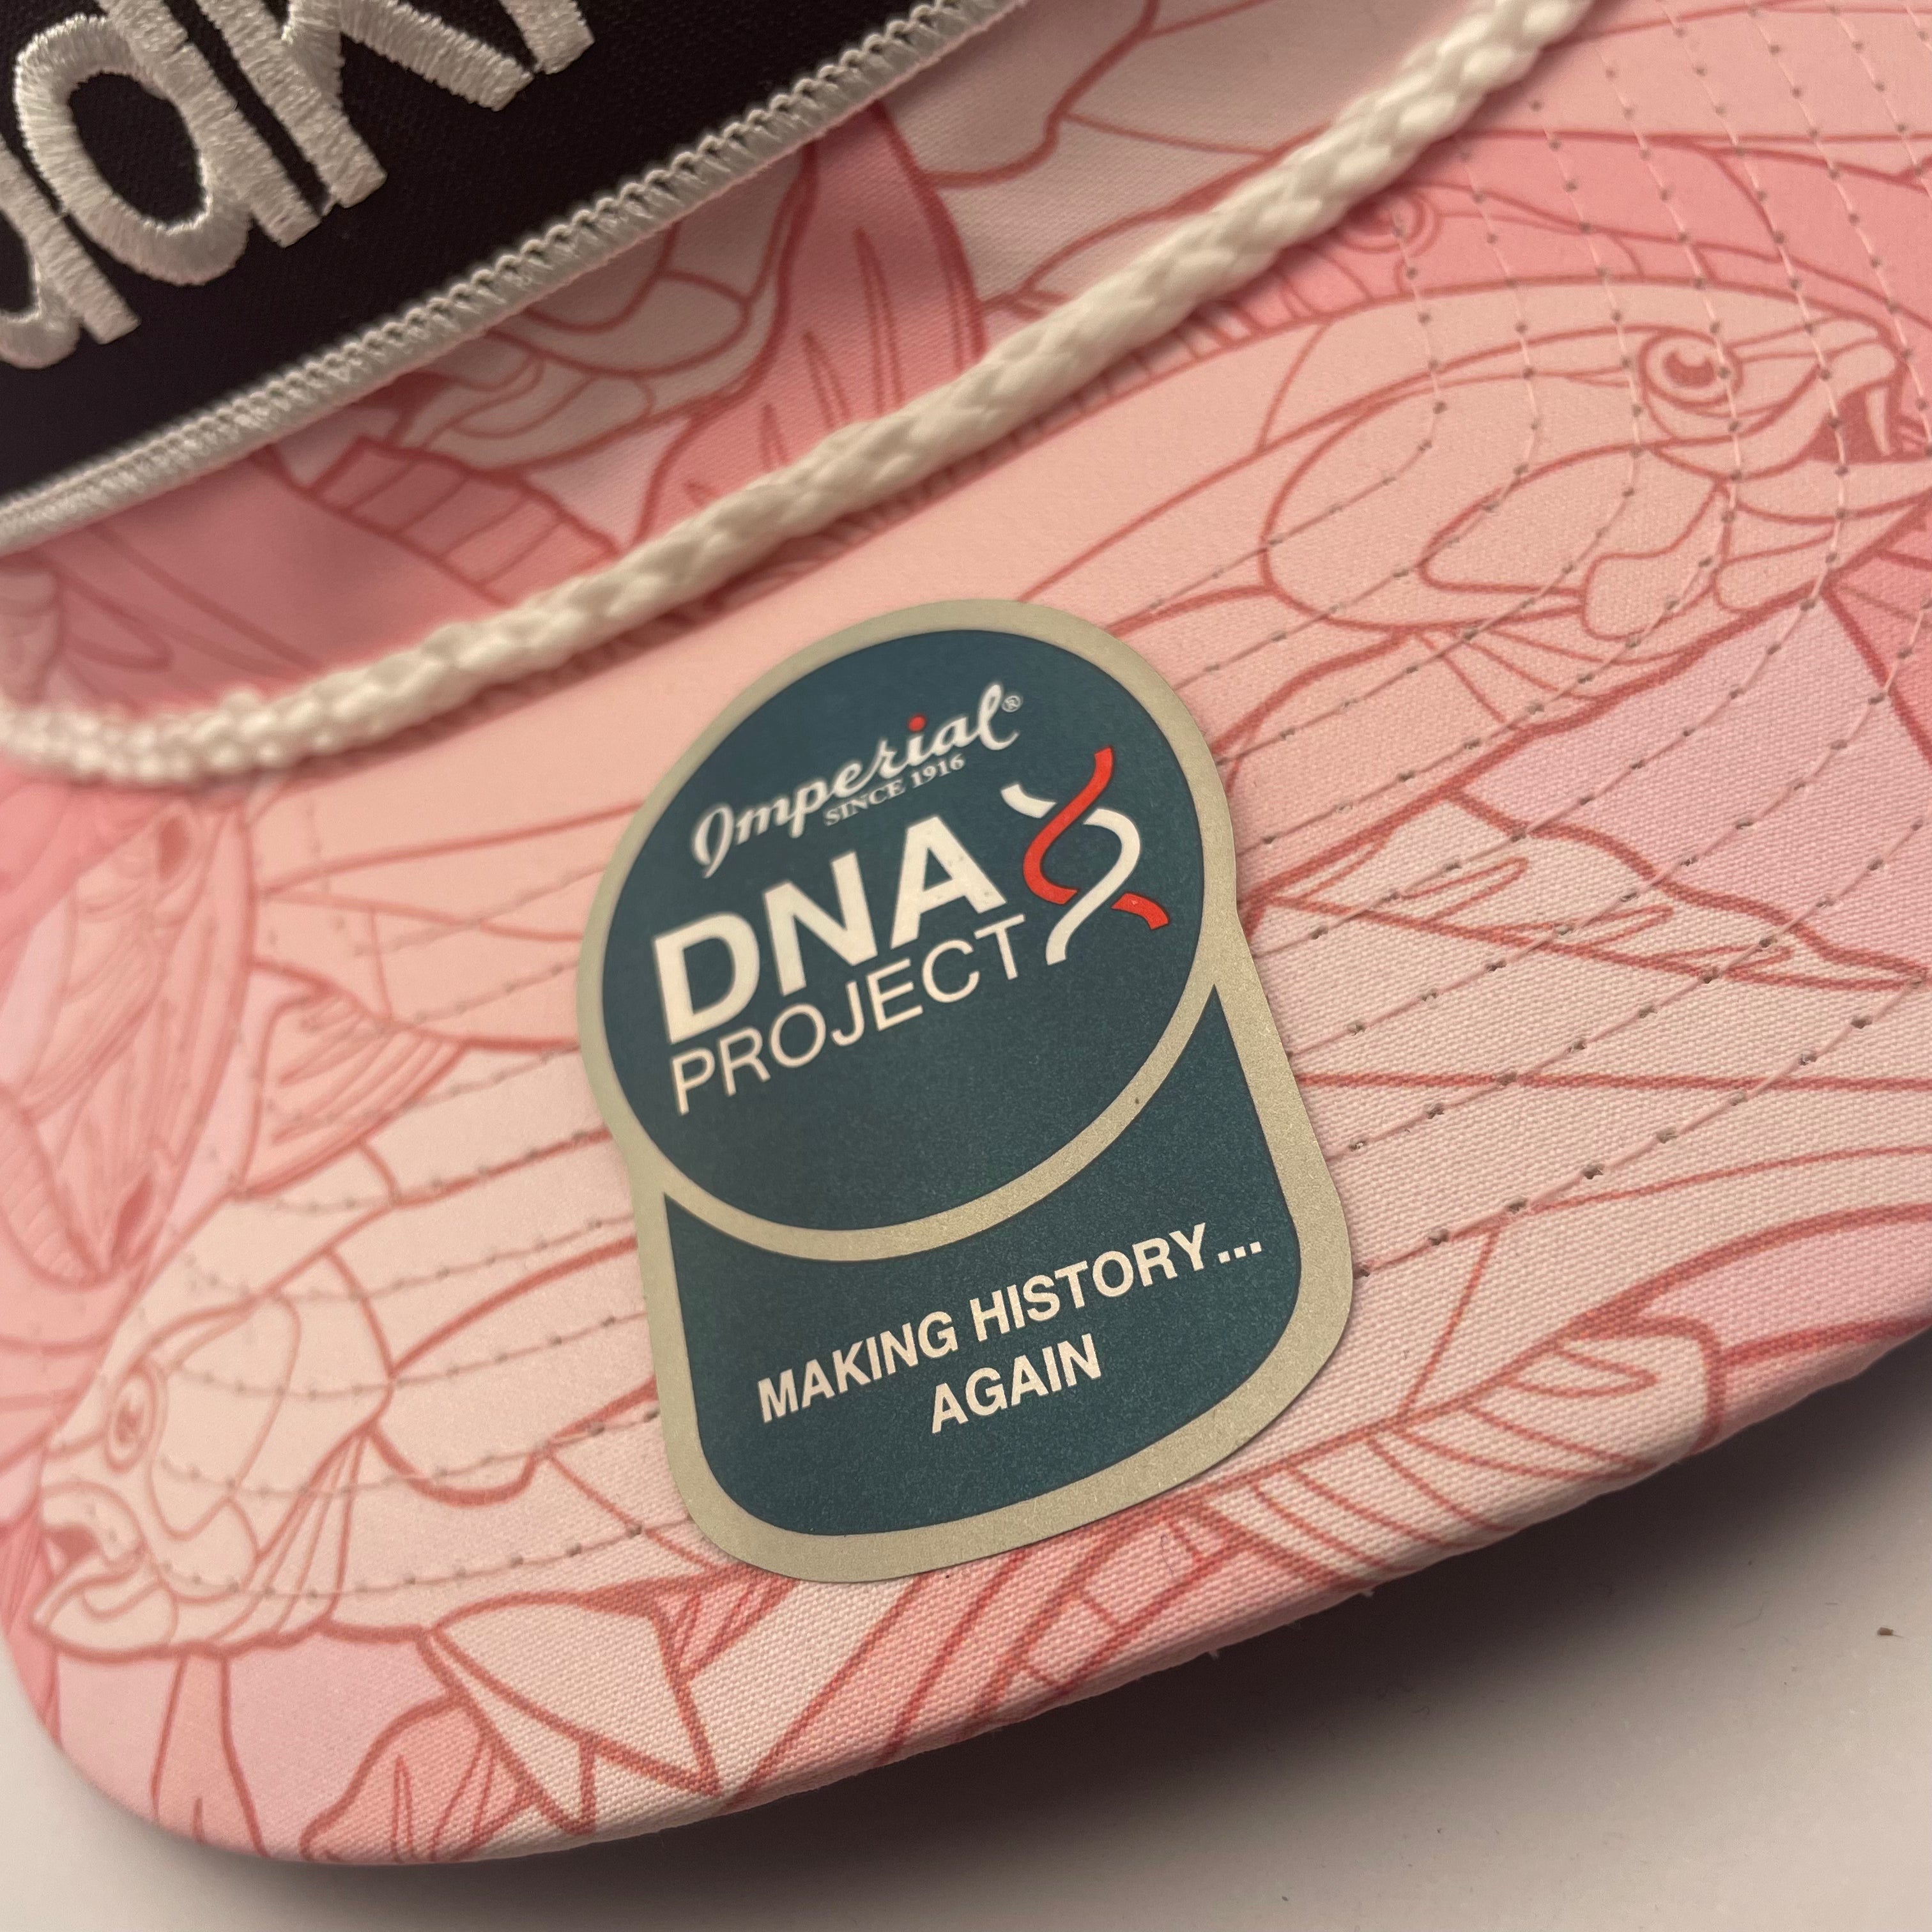 Imperial®
SINCE 1916
DNA
PROJECT
MAKING HISTORY...
AGAIN